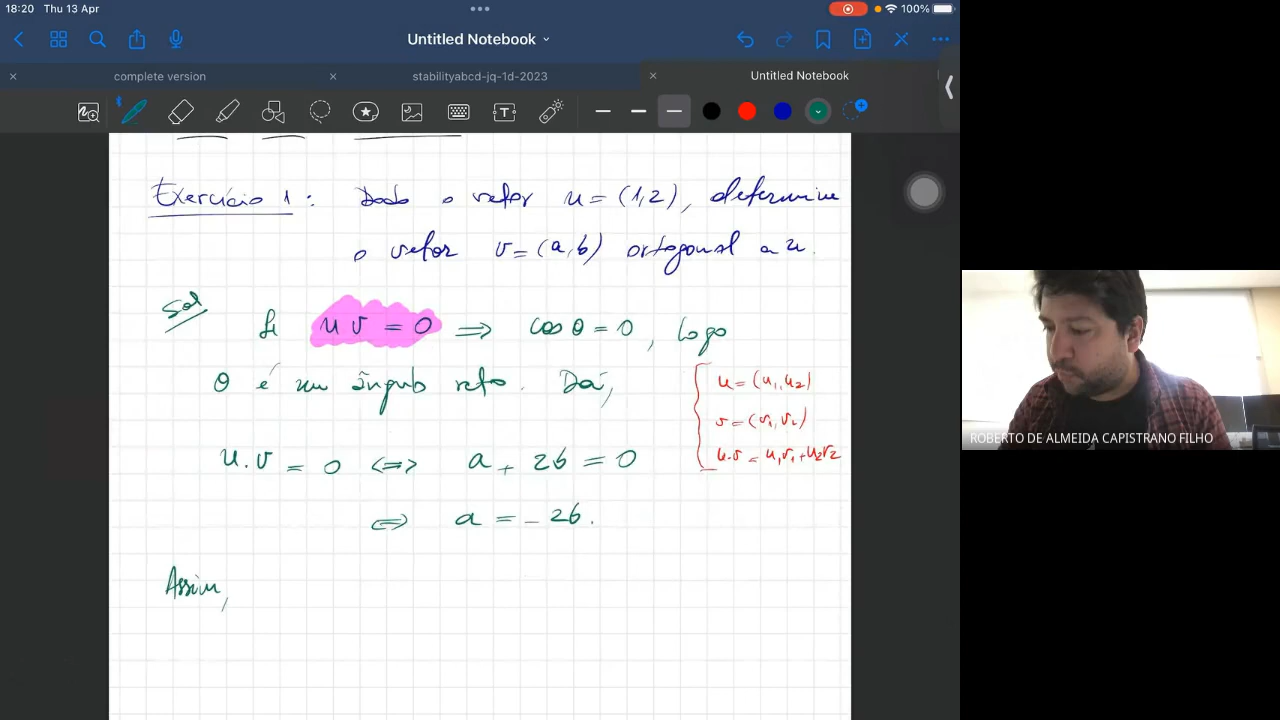 18:20 Thu 13 Apr
100%
Untitled Notebook
complete version
stabilityabcd-jq-1d-2023
Untitled Notebook
Exercício 1: Dado o vetor u = (1,2), determine
o vetor v = (a,b) ortogonal a u.
Sol
Se u v = 0 ⟹ cos θ = 0, logo
θ é um ângulo reto. Daí,
u = (u1, u2)
v = (v1, v2)
u.v = u1v1 + u2v2
u.v = 0 ⟺ a + 2b = 0
⟺ a = - 2b.
Assim,
ROBERTO DE ALMEIDA CAPISTRANO FILHO